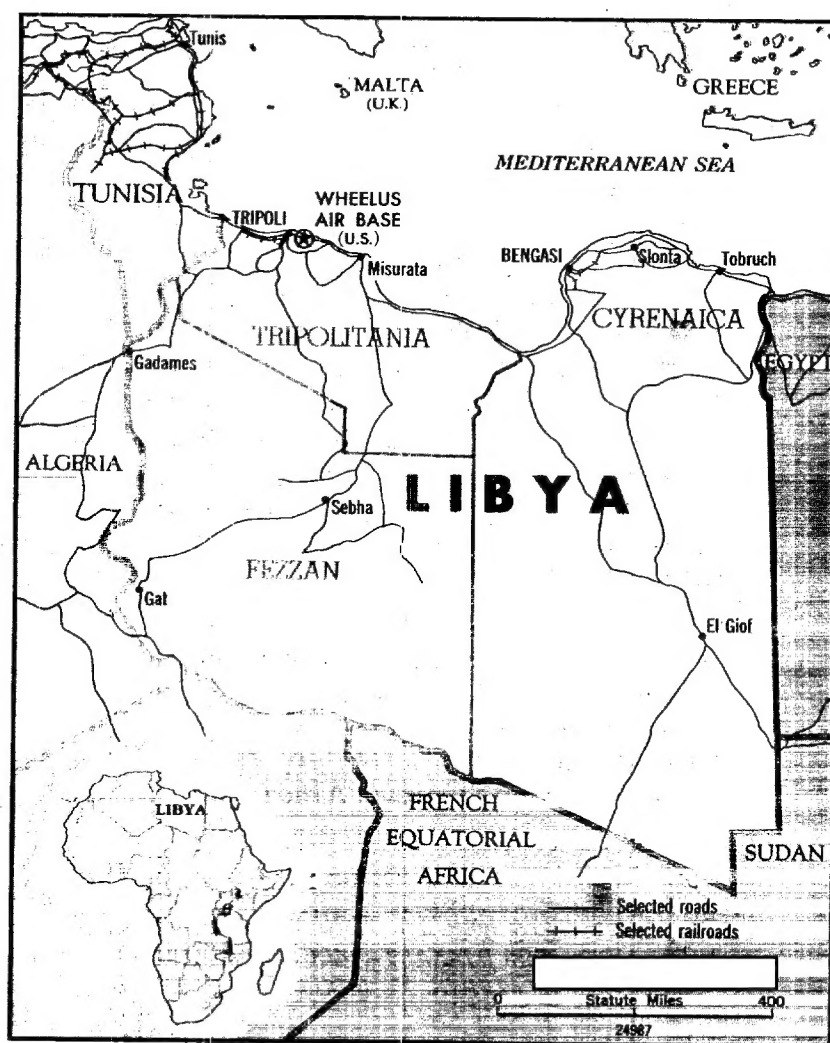 Tunis
MALTA
(U.K.)
GREECE
MEDITERRANEAN SEA
TUNISIA
WHEELUS
AIR BASE
(U.S.)
TRIPOLI
Misurata
BENGASI
Slonta
Tobruch
TRIPOLITANIA
CYRENAICA
EGYPT
Gadames
ALGERIA
LIBYA
Sebha
FEZZAN
Gat
El Giof
LIBYA
FRENCH
EQUATORIAL
AFRICA
SUDAN
Selected roads
Selected railroads
0 Statute Miles 400
24967